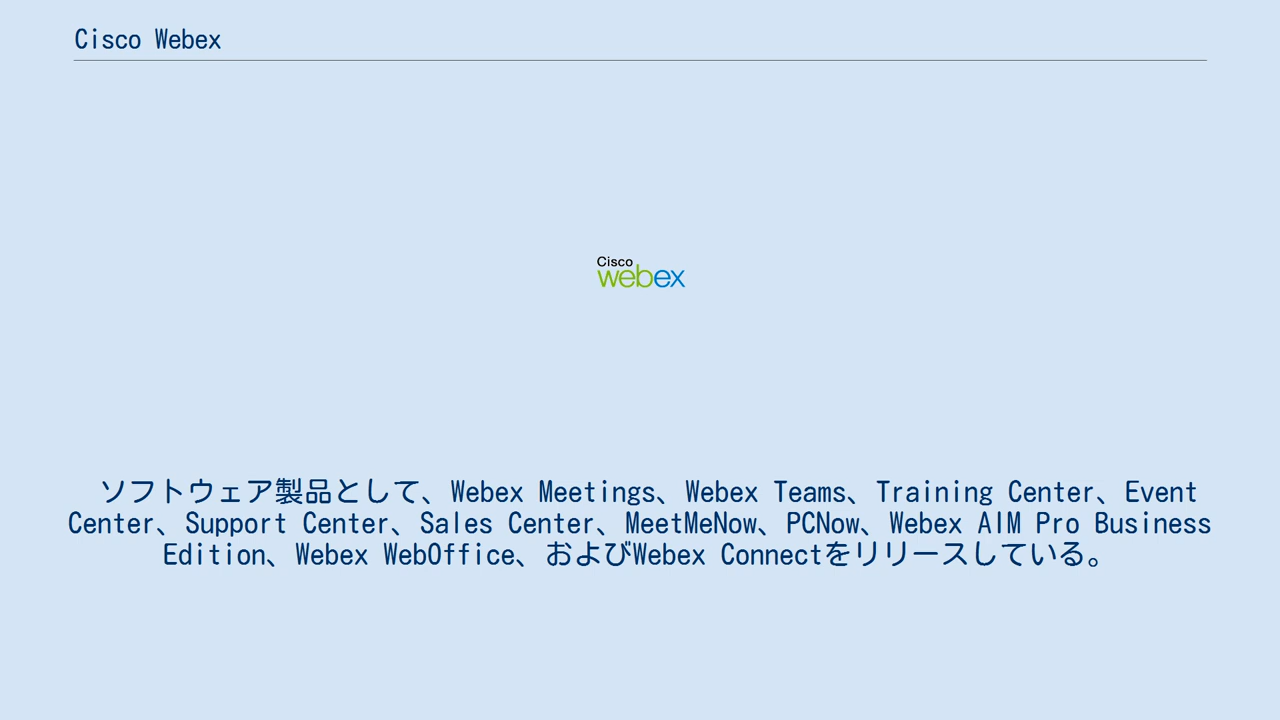 Cisco Webex
Cisco
webex
ソフトウェア製品として、Webex Meetings、Webex Teams、Training Center、Event
Center、Support Center、Sales Center、MeetMeNow、PCNow、Webex AIM Pro Business
Edition、Webex WebOffice、およびWebex Connectをリリースしている。